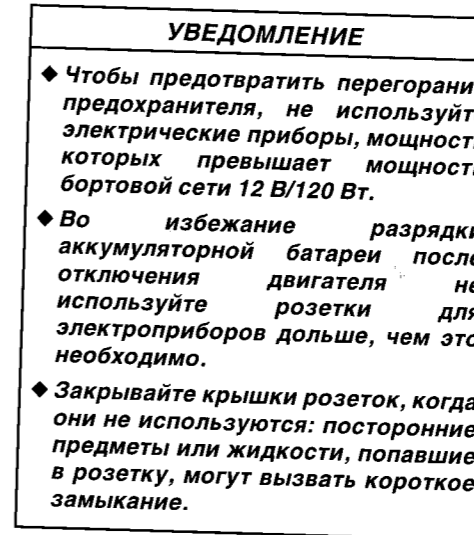 УВЕДОМЛЕНИЕ
◆ Чтобы предотвратить перегорани
предохранителя, не используйт
электрические приборы, мощност
которых превышает мощност
бортовой сети 12 В/120 Вт.
◆ Во избежание разрядки
аккумуляторной батареи после
отключения двигателя не
используйте розетки для
электроприборов дольше, чем это
необходимо.
◆ Закрывайте крышки розеток, когда
они не используются: посторонние
предметы или жидкости, попавшие
в розетку, могут вызвать короткое
замыкание.